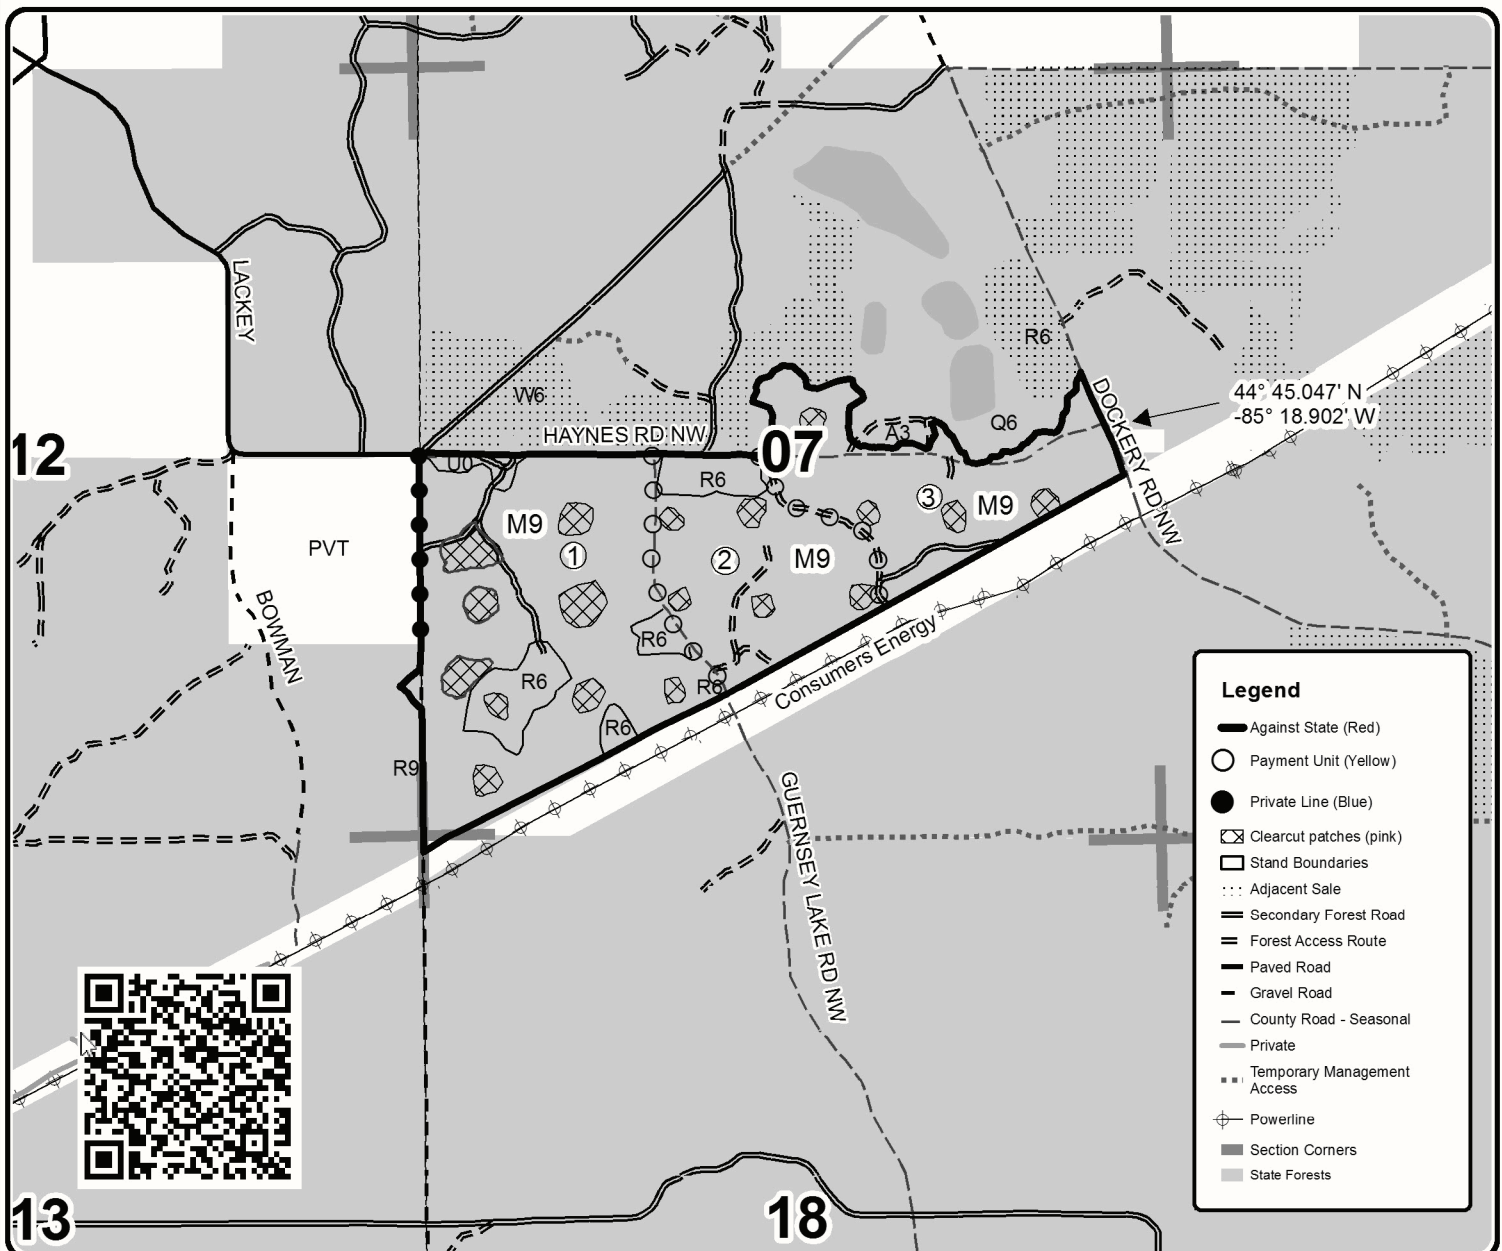 LACKEY
R6
W6
44° 45.047' N
-85° 18.902' W
HAYNES RD NW
DOCKERY RD NW
Q6
A3
12
07
U0
R6
3
M9
M9
1
2
M9
PVT
BOWMAN
R6
R6
R6
R6
R9
Consumers Energy
GUERNSEY LAKE RD NW
Legend
Against State (Red)
Payment Unit (Yellow)
Private Line (Blue)
Clearcut patches (pink)
Stand Boundaries
Adjacent Sale
Secondary Forest Road
Forest Access Route
Paved Road
Gravel Road
County Road - Seasonal
Private
Temporary Management
Access
Powerline
Section Corners
State Forests
13
18